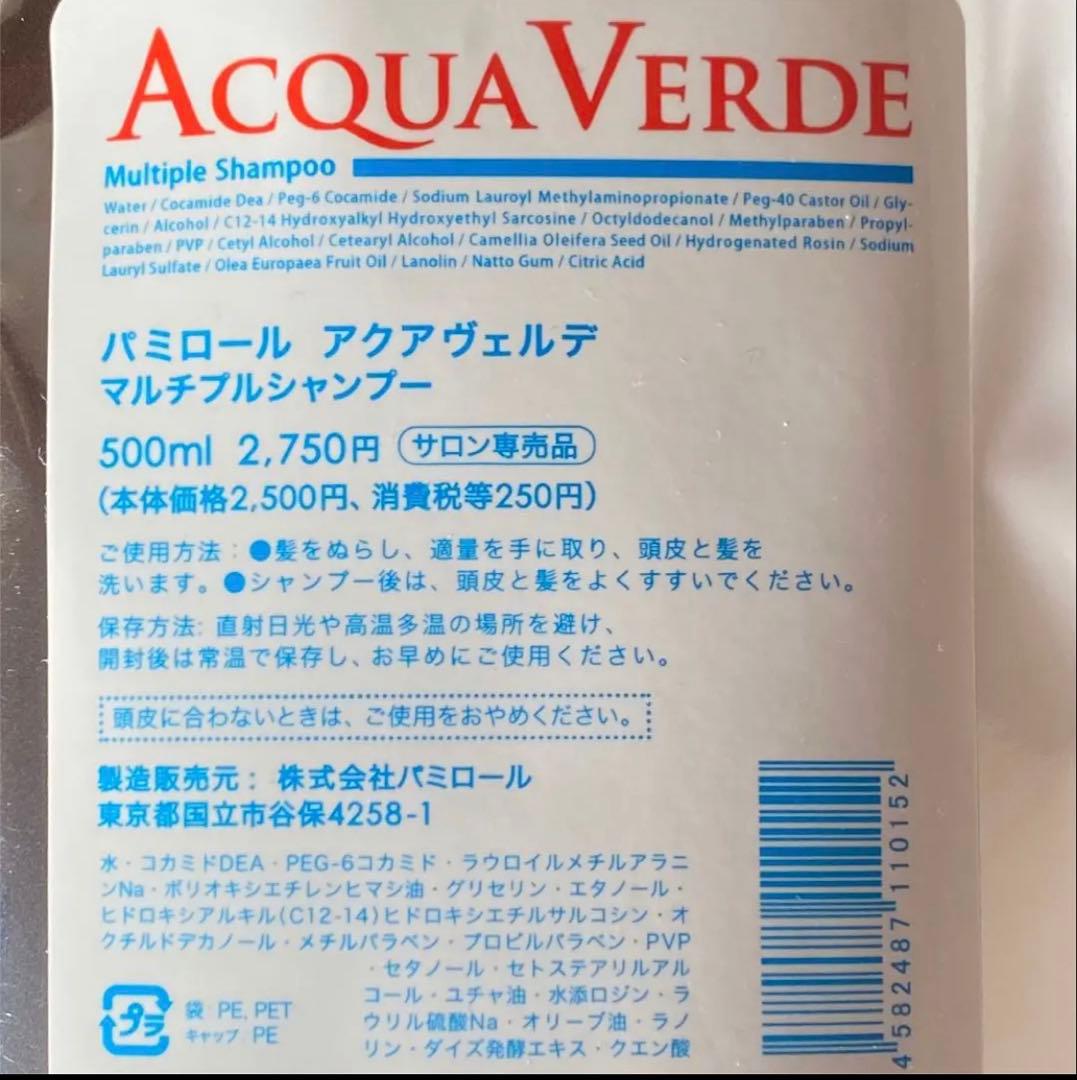 ACQUA VERDE
Multiple Shampoo
Water / Cocamide Dea / Peg-6 Cocamide / Sodium Lauroyl Methylaminopropionate / Peg-40 Castor Oil / Gly-
cerin / Alcohol / C12-14 Hydroxyalkyl Hydroxyethyl Sarcosine / Octyldodecanol / Methylparaben / Propyl-
paraben / PVP / Cetyl Alcohol / Cetearyl Alcohol / Camellia Oleifera Seed Oil / Hydrogenated Rosin / Sodium
Lauryl Sulfate / Olea Europaea Fruit Oil / Lanolin / Natto Gum / Citric Acid
パミロール アクアヴェルデ
マルチプルシャンプー
500ml 2,750円 サロン専売品
(本体価格2,500円、消費税等250円)
ご使用方法:●髪をぬらし、適量を手に取り、頭皮と髪を
洗います。●シャンプー後は、頭皮と髪をよくすすいでください。
保存方法: 直射日光や高温多温の場所を避け、
開封後は常温で保存し、お早めにご使用ください。
頭皮に合わないときは、ご使用をおやめください。
製造販売元: 株式会社パミロール
東京都国立市谷保4258-1
水・コカミドDEA・PEG-6コカミド・ラウロイルメチルアラニ
ンNa・ポリオキシエチレンヒマシ油・グリセリン・エタノール・
ヒドロキシアルキル(C12-14)ヒドロキシエチルサルコシン・オ
クチルドデカノール・メチルパラベン・プロピルパラベン・PVP
・セタノール・セトステアリルアル
コール・ユチャ油・水添ロジン・ラ
ウリル硫酸Na・オリーブ油・ラノ
リン・ダイズ発酵エキス・クエン酸
プラ
袋:PE, PET
キャップ:PE
4 582487 110152